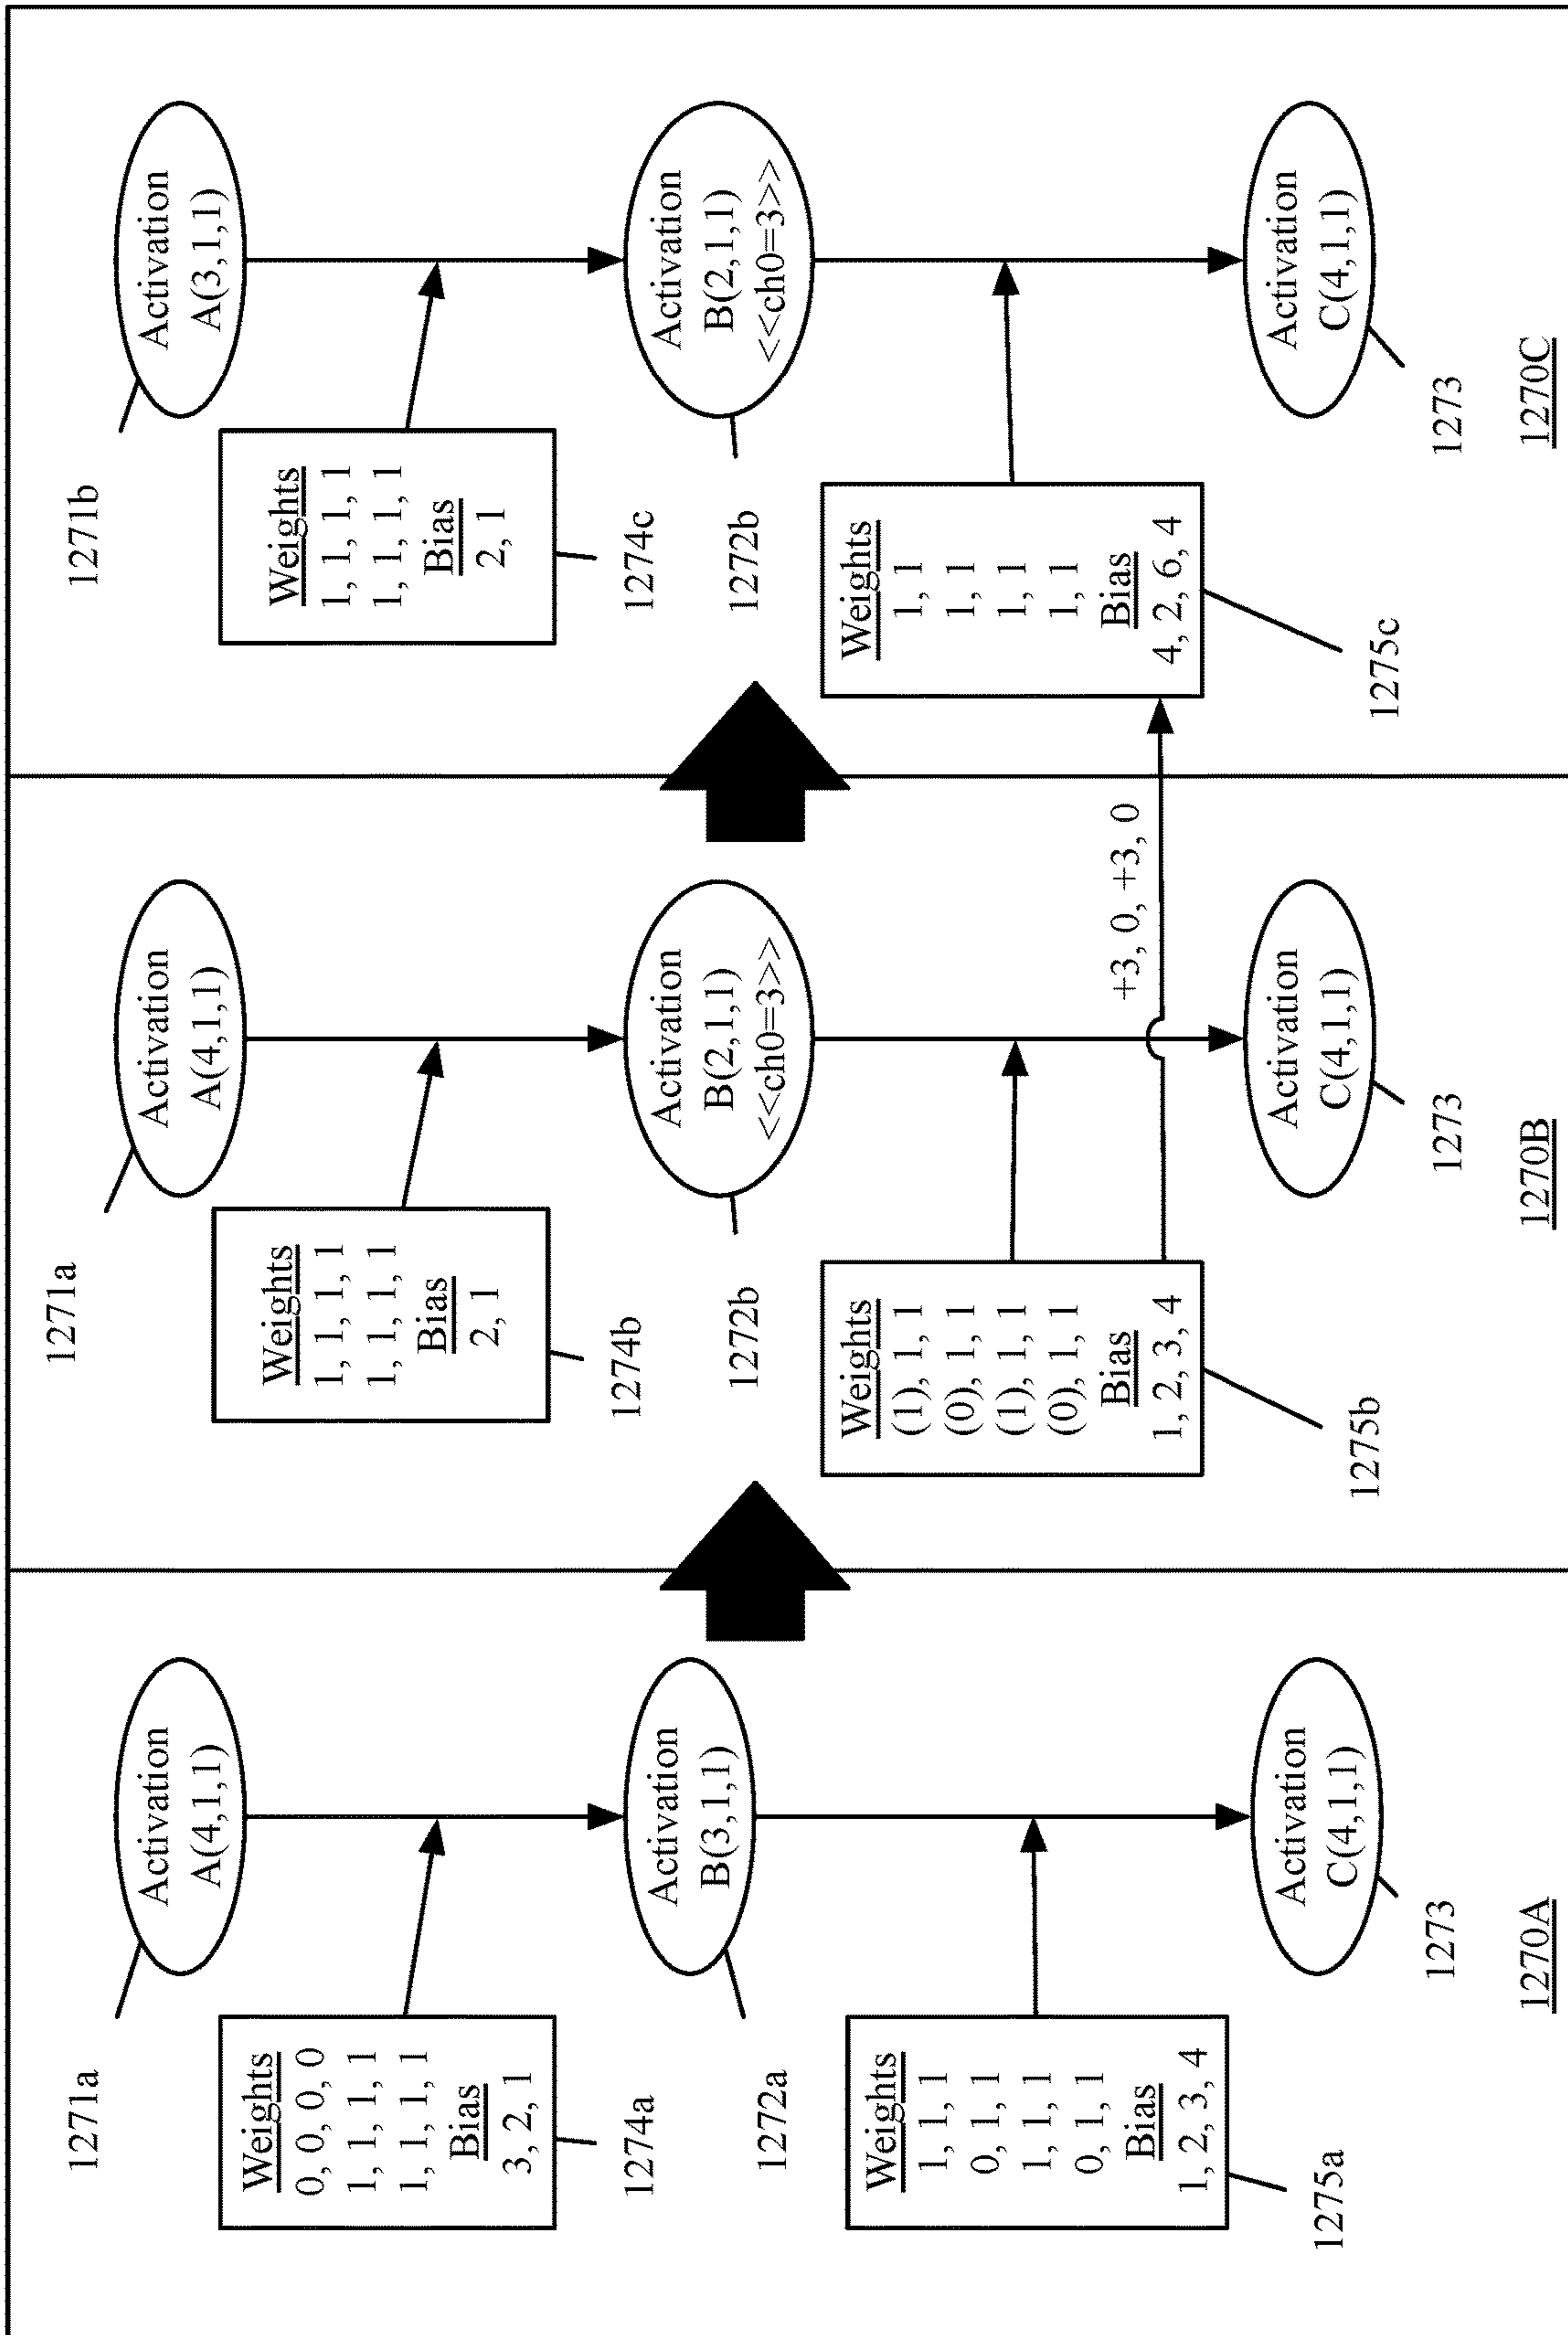 1271a
Activation
A(4,1,1)
Weights
0, 0, 0, 0
1, 1, 1, 1
1, 1, 1, 1
Bias
3, 2, 1
1274a
Activation
B(3,1,1)
1272a
Weights
1, 1, 1
0, 1, 1
1, 1, 1
0, 1, 1
Bias
1, 2, 3, 4
1275a
Activation
C(4,1,1)
1273
1270A
1271a
Activation
A(4,1,1)
Weights
1, 1, 1, 1
1, 1, 1, 1
Bias
2, 1
1274b
Activation
B(2,1,1)
<<ch0=3>>
1272b
Weights
(1), 1, 1
(0), 1, 1
(1), 1, 1
(0), 1, 1
Bias
1, 2, 3, 4
1275b
+3, 0, +3, 0
Activation
C(4,1,1)
1273
1270B
1271b
Activation
A(3,1,1)
Weights
1, 1, 1, 1
1, 1, 1, 1
Bias
2, 1
1274c
Activation
B(2,1,1)
<<ch0=3>>
1272b
Weights
1, 1
1, 1
1, 1
1, 1
Bias
4, 2, 6, 4
1275c
Activation
C(4,1,1)
1273
1270C